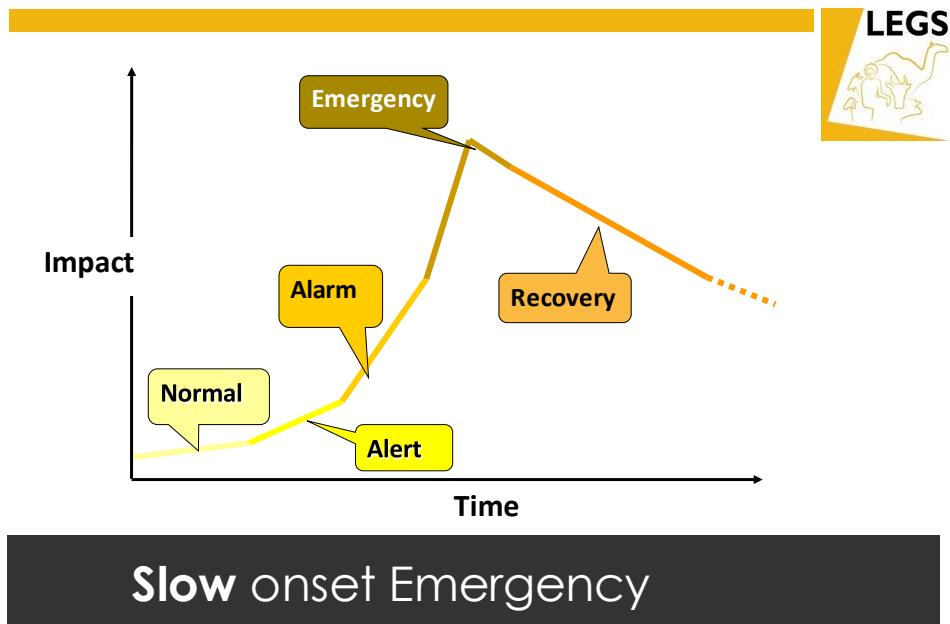 LEGS
Emergency
Impact
Alarm
Recovery
Normal
Alert
Time
Slow onset Emergency